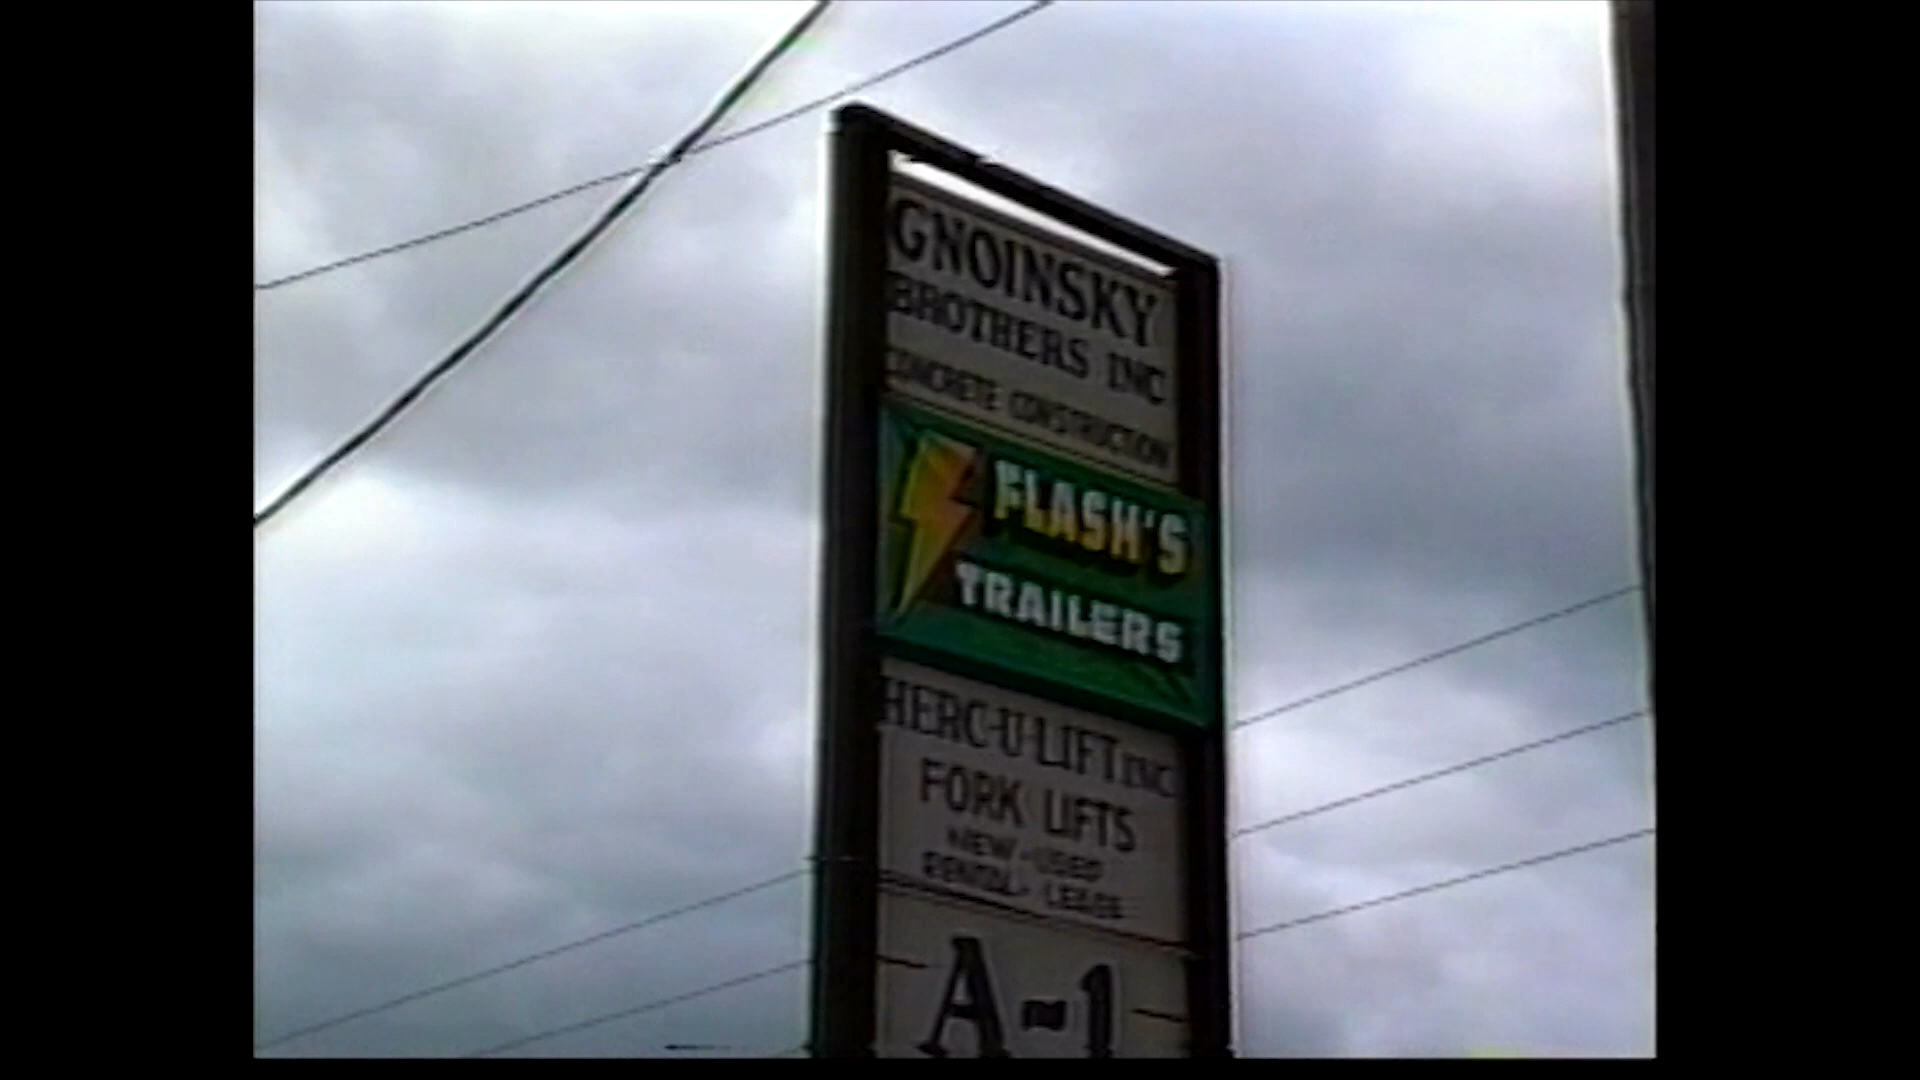 GNOINSKY
BROTHERS INC
CONCRETE CONSTRUCTION
FLASH'S
TRAILERS
HERC-U-LIFT INC
FORK LIFTS
NEW-USED
RENTAL-LEASE
A-1